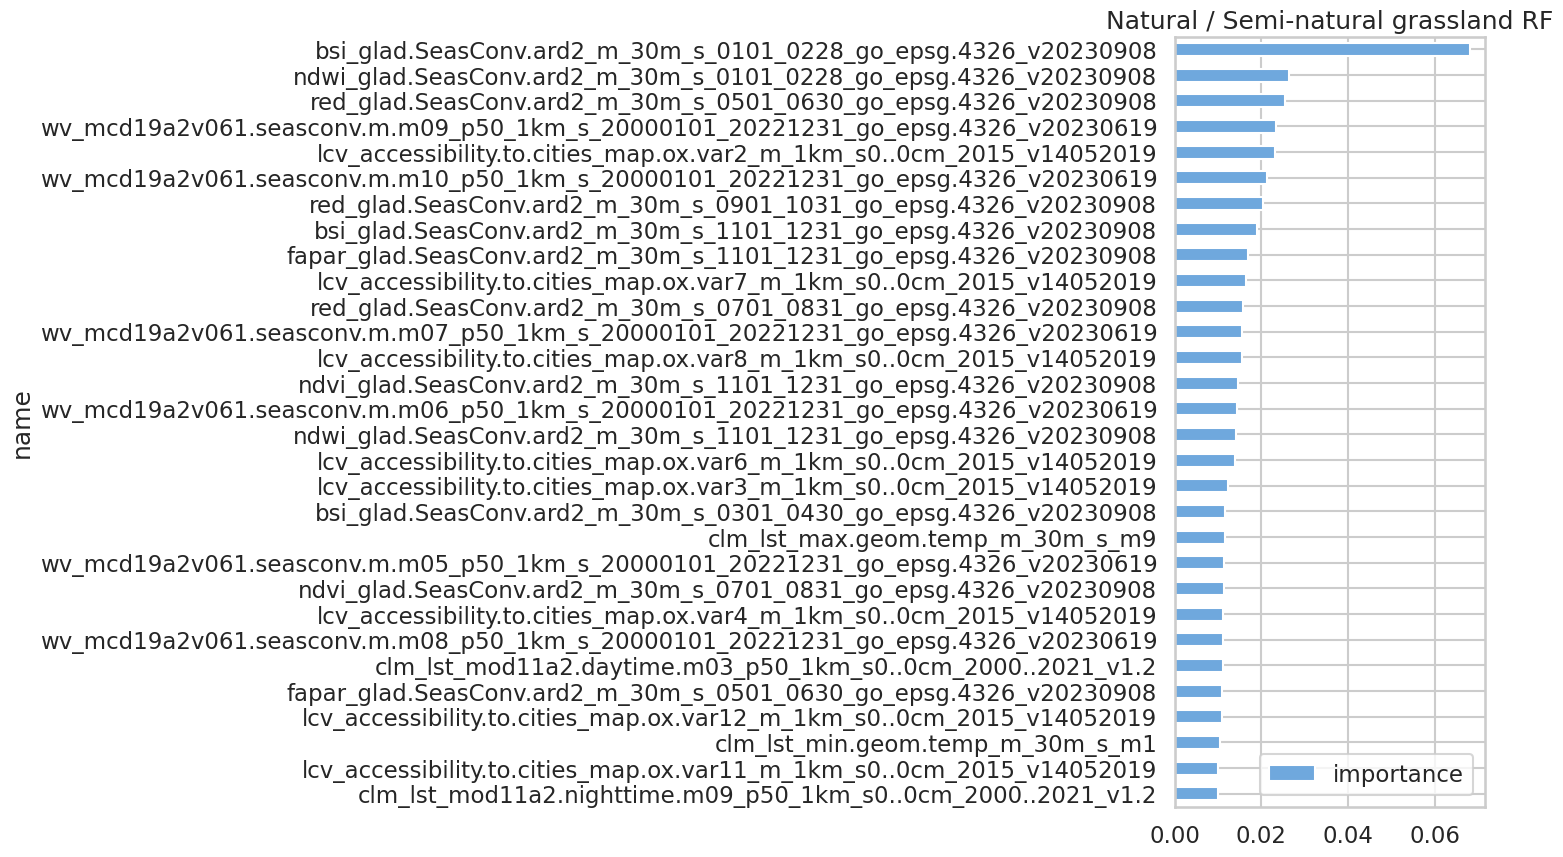 Natural / Semi-natural grassland RF
bsi_glad.SeasConv.ard2_m_30m_s_0101_0228_go_epsg.4326_v20230908
ndwi_glad.SeasConv.ard2_m_30m_s_0101_0228_go_epsg.4326_v20230908
red_glad.SeasConv.ard2_m_30m_s_0501_0630_go_epsg.4326_v20230908
wv_mcd19a2v061.seasconv.m.m09_p50_1km_s_20000101_20221231_go_epsg.4326_v20230619
lcv_accessibility.to.cities_map.ox.var2_m_1km_s0..0cm_2015_v14052019
wv_mcd19a2v061.seasconv.m.m10_p50_1km_s_20000101_20221231_go_epsg.4326_v20230619
red_glad.SeasConv.ard2_m_30m_s_0901_1031_go_epsg.4326_v20230908
bsi_glad.SeasConv.ard2_m_30m_s_1101_1231_go_epsg.4326_v20230908
fapar_glad.SeasConv.ard2_m_30m_s_1101_1231_go_epsg.4326_v20230908
lcv_accessibility.to.cities_map.ox.var7_m_1km_s0..0cm_2015_v14052019
red_glad.SeasConv.ard2_m_30m_s_0701_0831_go_epsg.4326_v20230908
wv_mcd19a2v061.seasconv.m.m07_p50_1km_s_20000101_20221231_go_epsg.4326_v20230619
lcv_accessibility.to.cities_map.ox.var8_m_1km_s0..0cm_2015_v14052019
ndvi_glad.SeasConv.ard2_m_30m_s_1101_1231_go_epsg.4326_v20230908
wv_mcd19a2v061.seasconv.m.m06_p50_1km_s_20000101_20221231_go_epsg.4326_v20230619
ndwi_glad.SeasConv.ard2_m_30m_s_1101_1231_go_epsg.4326_v20230908
lcv_accessibility.to.cities_map.ox.var6_m_1km_s0..0cm_2015_v14052019
lcv_accessibility.to.cities_map.ox.var3_m_1km_s0..0cm_2015_v14052019
bsi_glad.SeasConv.ard2_m_30m_s_0301_0430_go_epsg.4326_v20230908
clm_lst_max.geom.temp_m_30m_s_m9
wv_mcd19a2v061.seasconv.m.m05_p50_1km_s_20000101_20221231_go_epsg.4326_v20230619
ndvi_glad.SeasConv.ard2_m_30m_s_0701_0831_go_epsg.4326_v20230908
lcv_accessibility.to.cities_map.ox.var4_m_1km_s0..0cm_2015_v14052019
wv_mcd19a2v061.seasconv.m.m08_p50_1km_s_20000101_20221231_go_epsg.4326_v20230619
clm_lst_mod11a2.daytime.m03_p50_1km_s0..0cm_2000..2021_v1.2
fapar_glad.SeasConv.ard2_m_30m_s_0501_0630_go_epsg.4326_v20230908
lcv_accessibility.to.cities_map.ox.var12_m_1km_s0..0cm_2015_v14052019
clm_lst_min.geom.temp_m_30m_s_m1
lcv_accessibility.to.cities_map.ox.var11_m_1km_s0..0cm_2015_v14052019
clm_lst_mod11a2.nighttime.m09_p50_1km_s0..0cm_2000..2021_v1.2
name
importance
0.00 0.02 0.04 0.06